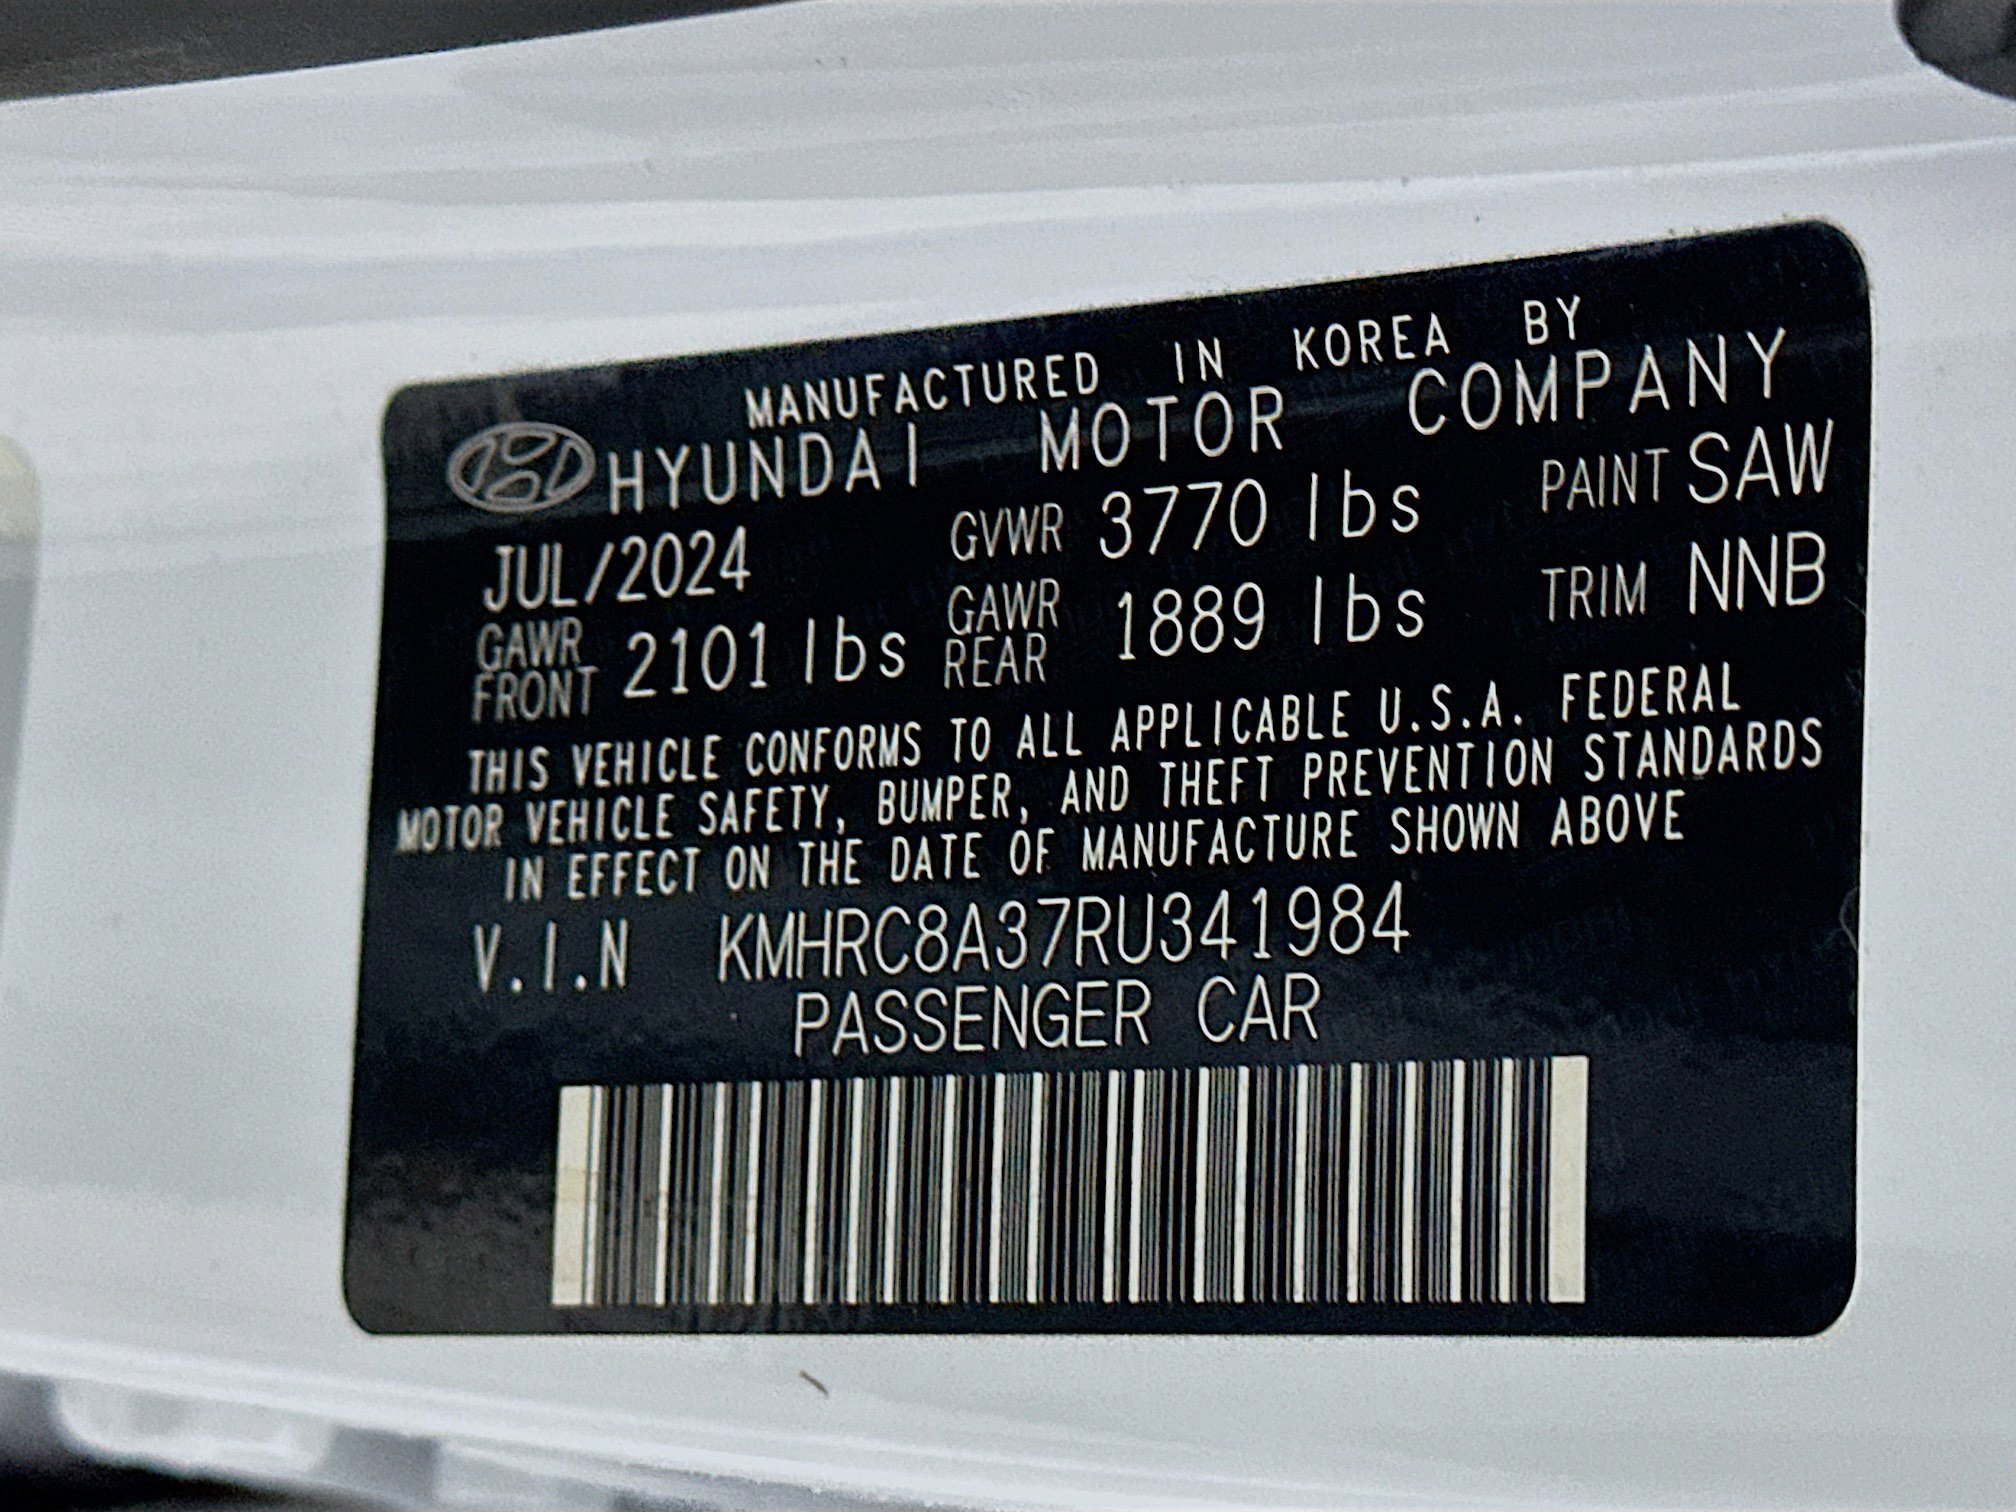 MANUFACTURED IN KOREA BY
HYUNDAI MOTOR COMPANY
JUL/2024 GVWR 3770 lbs PAINT SAW
GAWR FRONT 2101 lbs GAWR REAR 1889 lbs TRIM NNB
THIS VEHICLE CONFORMS TO ALL APPLICABLE U.S.A. FEDERAL
MOTOR VEHICLE SAFETY, BUMPER, AND THEFT PREVENTION STANDARDS
IN EFFECT ON THE DATE OF MANUFACTURE SHOWN ABOVE
V.I.N KMHRC8A37RU341984
PASSENGER CAR